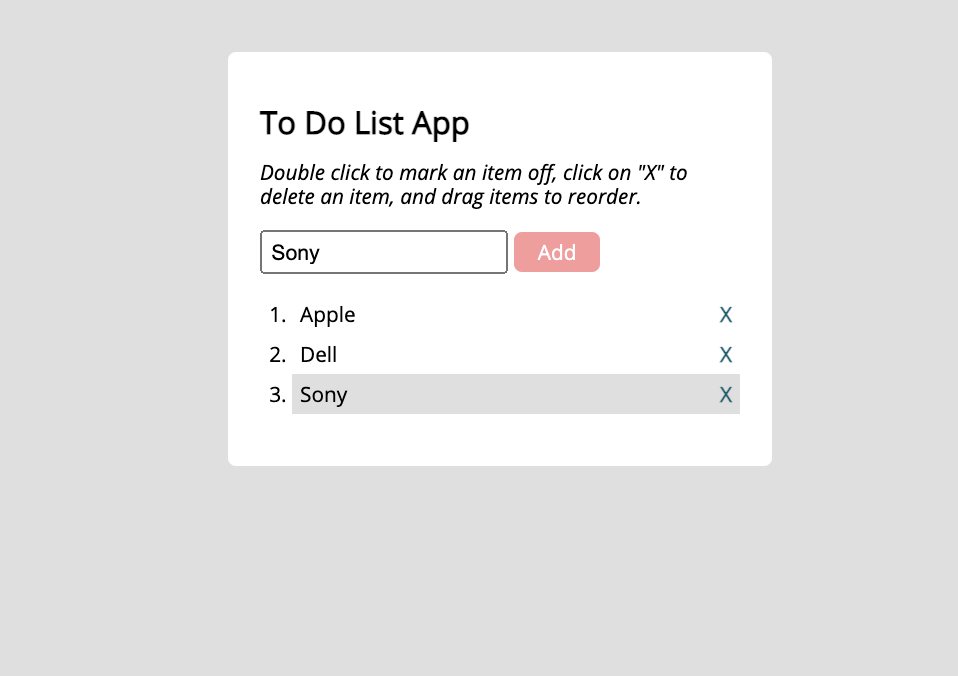 To Do List App
Double click to mark an item off, click on "X" to
delete an item, and drag items to reorder.
Sony Add
1. Apple X
2. Dell X
3. Sony X